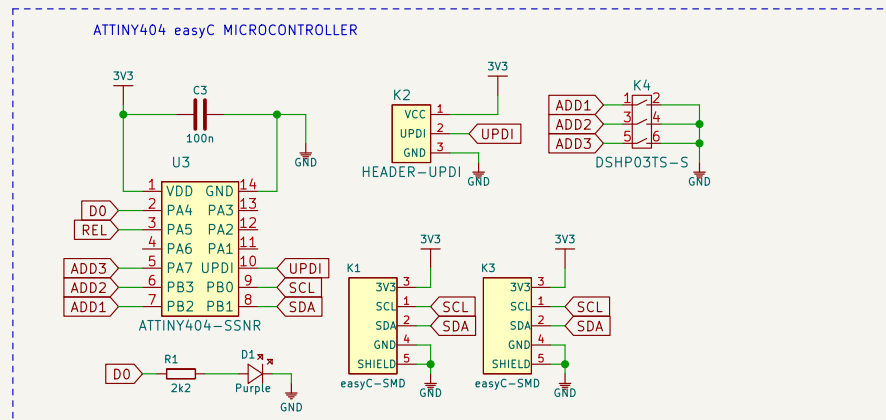 ATTINY404 easyC MICROCONTROLLER
3V3
C3
100n
GND
U3
1 VDD GND 14
D0 2 PA4 PA3 13
REL 3 PA5 PA2 12
4 PA6 PA1 11
ADD3 5 PA7 UPDI 10 UPDI
ADD2 6 PB3 PB0 9 SCL
ADD1 7 PB2 PB1 8 SDA
ATTINY404-SSNR
D0
R1
2k2
D1
Purple
GND
3V3
K2
VCC 1
UPDI 2 UPDI
GND 3
HEADER-UPDI
GND
K4
ADD1 1 2
ADD2 3 4
ADD3 5 6
DSHP03TS-S
GND
3V3
K1
3V3 3
SCL 1 SCL
SDA 2 SDA
GND 4
SHIELD 5
easyC-SMD
GND
3V3
K3
3V3 3
SCL 1 SCL
SDA 2 SDA
GND 4
SHIELD 5
easyC-SMD
GND